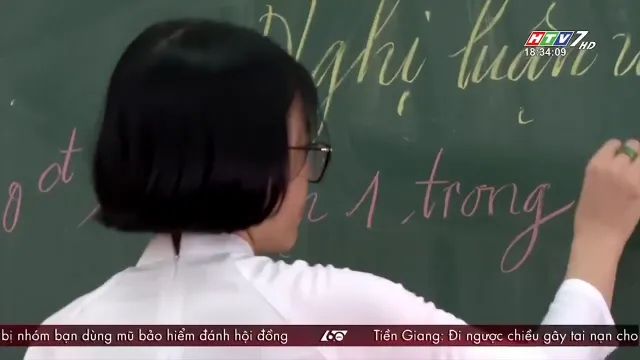 HTV7 HD
18:34:09
Nghị luận
đ
1, trong
bị nhóm bạn dùng mũ bảo hiểm đánh hội đồng 60 Tiền Giang: Đi ngược chiều gây tai nạn cho